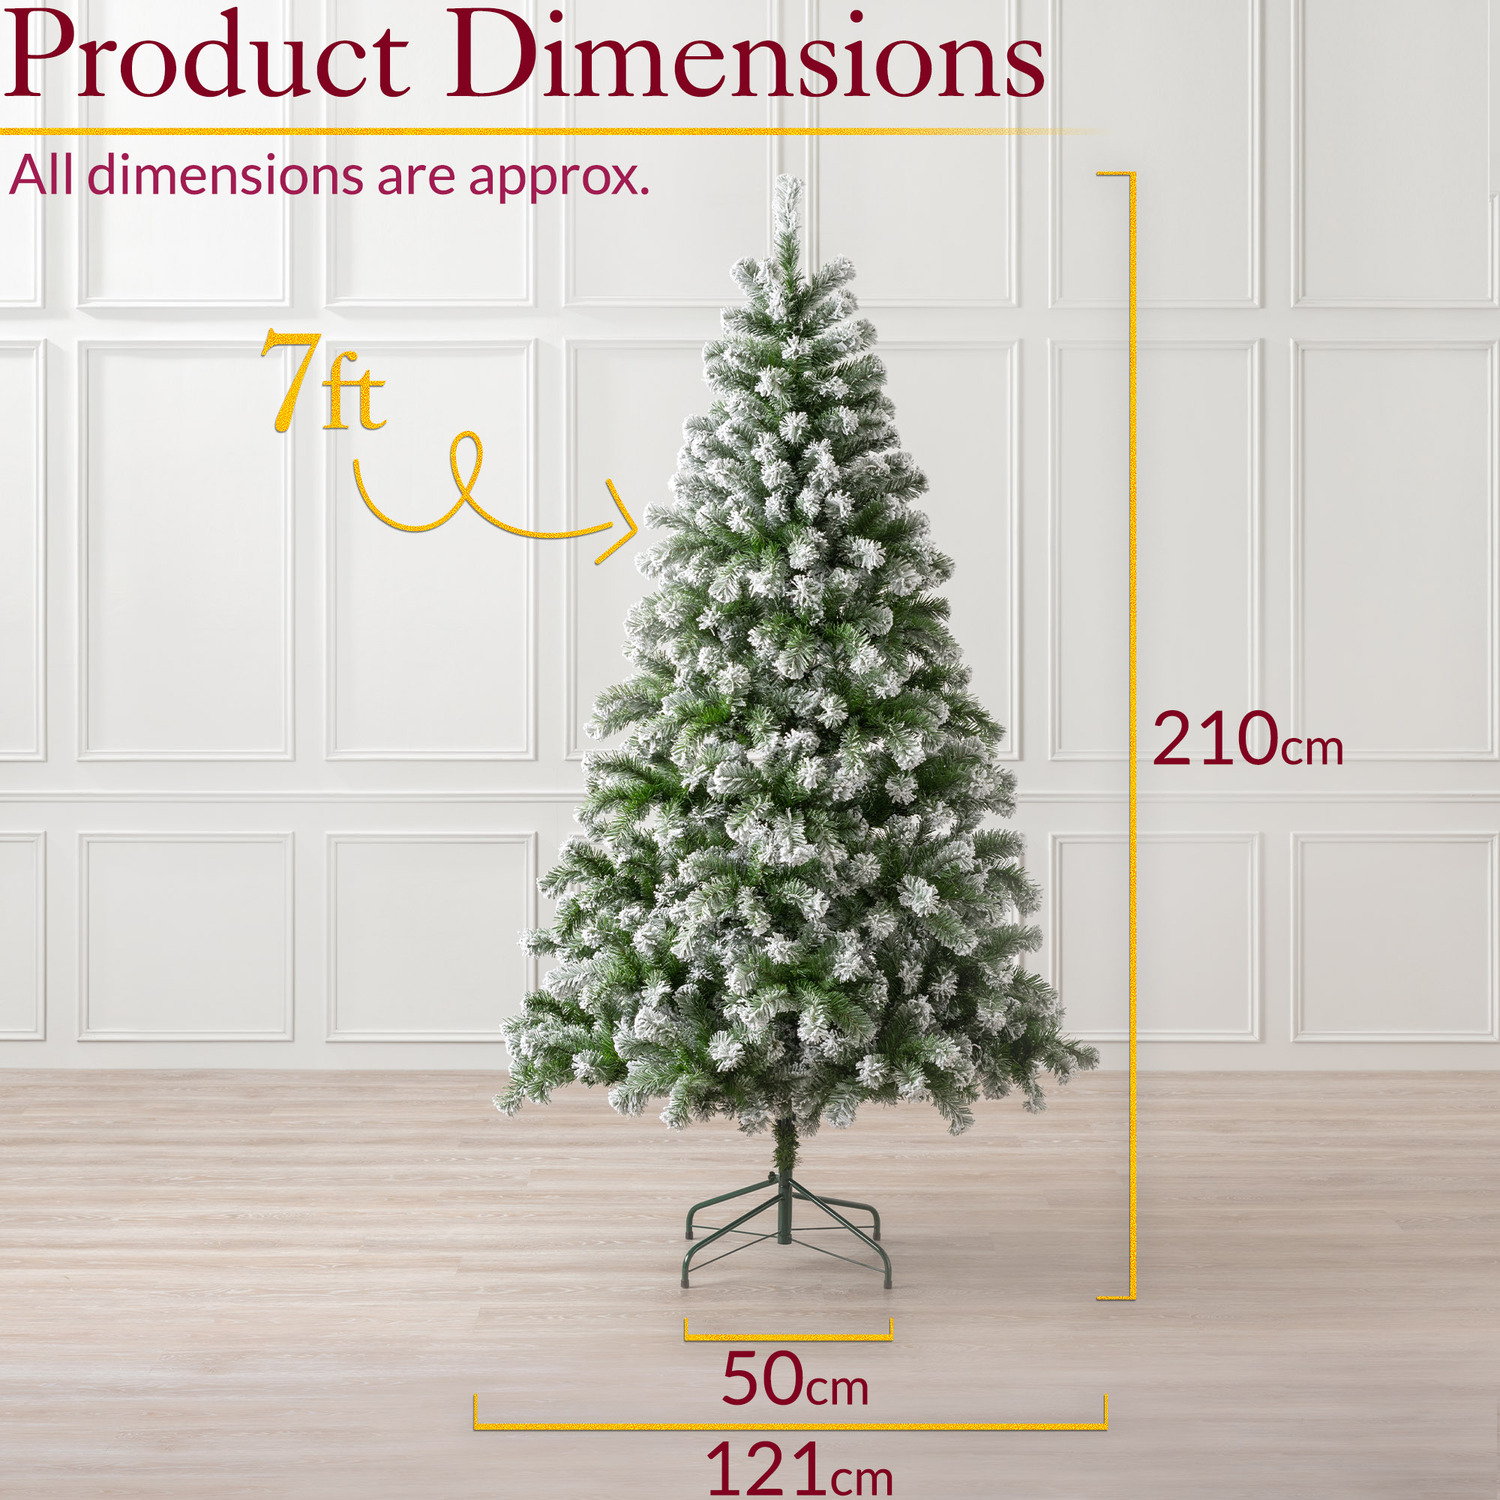 Product Dimensions
All dimensions are approx.
7ft
210cm
50cm
121cm